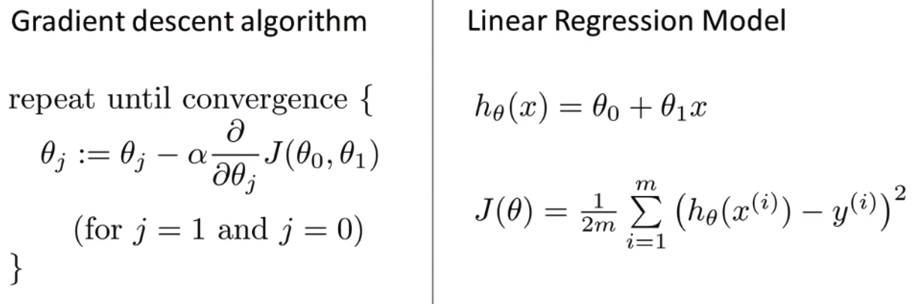 Gradient descent algorithm
repeat until convergence {
θ_j := θ_j − α ∂/∂θ_j J(θ_0, θ_1)
(for j = 1 and j = 0)
}
Linear Regression Model
h_θ(x) = θ_0 + θ_1x
J(θ) = 1/2m ∑_{i=1}^{m} (h_θ(x^{(i)}) − y^{(i)})^2